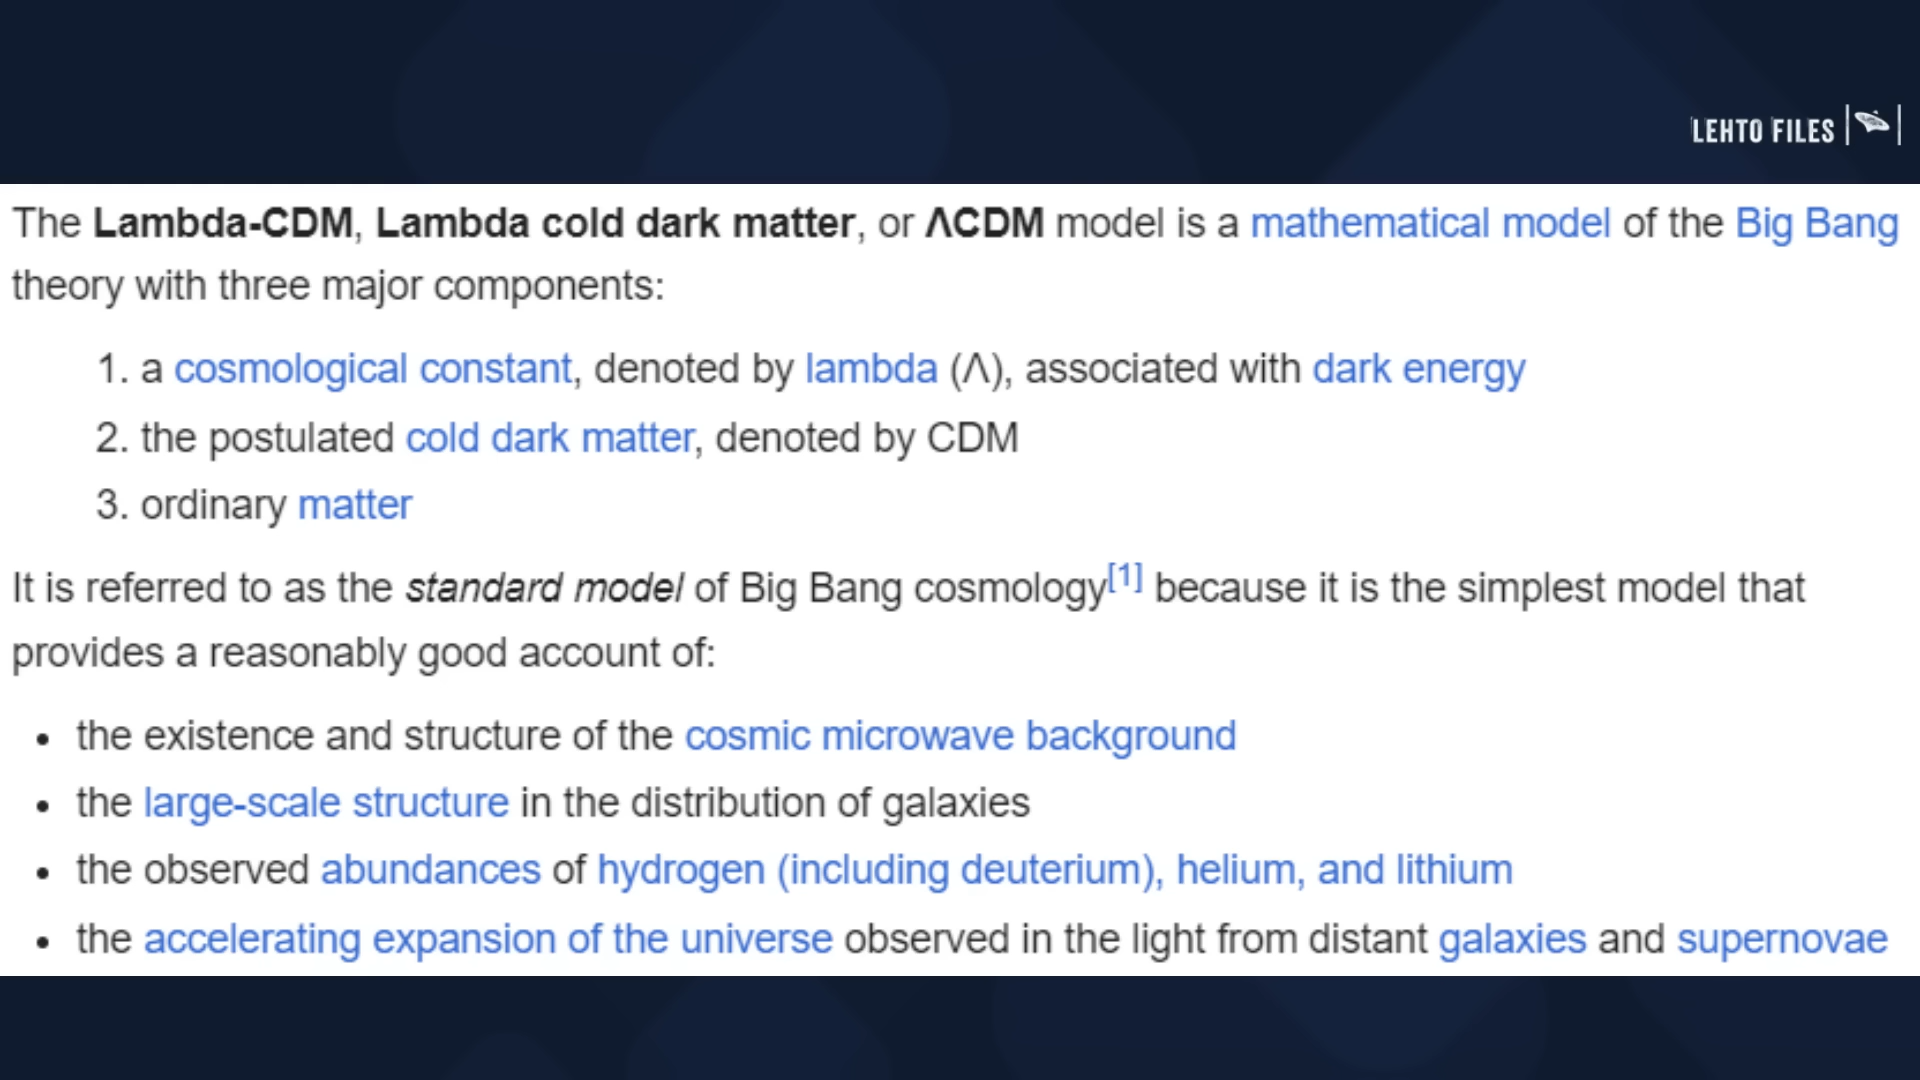 LEHTO FILES
The Lambda-CDM, Lambda cold dark matter, or ΛCDM model is a mathematical model of the Big Bang
theory with three major components:
1. a cosmological constant, denoted by lambda (Λ), associated with dark energy
2. the postulated cold dark matter, denoted by CDM
3. ordinary matter
It is referred to as the standard model of Big Bang cosmology[1] because it is the simplest model that
provides a reasonably good account of:
• the existence and structure of the cosmic microwave background
• the large-scale structure in the distribution of galaxies
• the observed abundances of hydrogen (including deuterium), helium, and lithium
• the accelerating expansion of the universe observed in the light from distant galaxies and supernovae